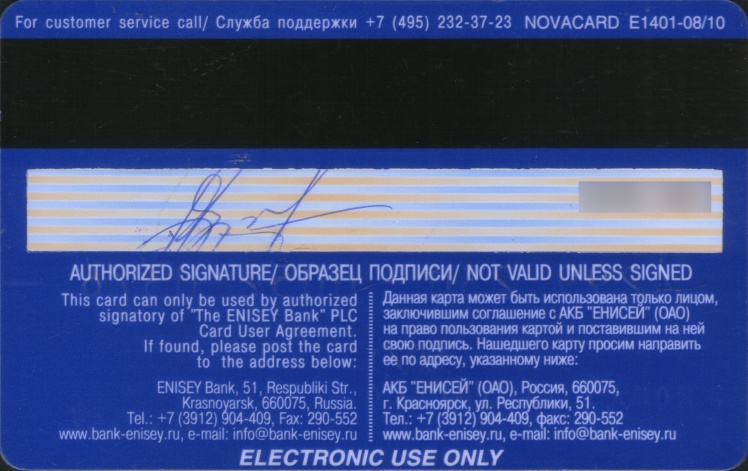 For customer service call/ Служба поддержки +7 (495) 232-37-23 NOVACARD E1401-08/10
AUTHORIZED SIGNATURE/ ОБРАЗЕЦ ПОДПИСИ/ NOT VALID UNLESS SIGNED
This card can only be used by authorized
signatory of "The ENISEY Bank" PLC
Card User Agreement.
If found, please post the card
to the address below:
ENISEY Bank, 51, Respubliki Str.,
Krasnoyarsk, 660075, Russia.
Tel.: +7 (3912) 904-409, Fax: 290-552
www.bank-enisey.ru, e-mail: info@bank-enisey.ru
Данная карта может быть использована только лицом,
заключившим соглашение с АКБ "ЕНИСЕЙ" (ОАО)
на право пользования картой и поставившим на ней
свою подпись. Нашедшего карту просим направить
ее по адресу, указанному ниже:
АКБ "ЕНИСЕЙ" (ОАО), Россия, 660075,
г. Красноярск, ул. Республики, 51.
Тел.: +7 (3912) 904-409, факс: 290-552
www.bank-enisey.ru, e-mail: info@bank-enisey.ru
ELECTRONIC USE ONLY